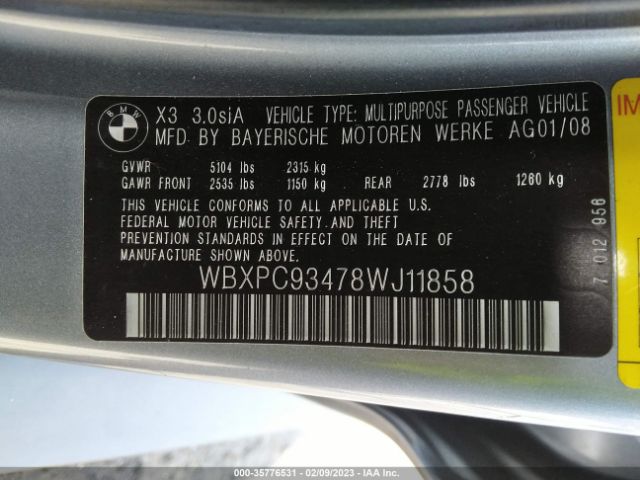 BMW
X3 3.0siA VEHICLE TYPE: MULTIPURPOSE PASSENGER VEHICLE
MFD BY BAYERISCHE MOTOREN WERKE AG01/08
GVWR 5104 lbs 2315 kg
GAWR FRONT 2535 lbs 1150 kg REAR 2778 lbs 1260 kg
THIS VEHICLE CONFORMS TO ALL APPLICABLE U.S.
FEDERAL MOTOR VEHICLE SAFETY.AND THEFT
PREVENTION STANDARDS IN EFFECT ON THE DATE OF
MANUFACTURE SHOWN ABOVE.
WBXPC93478WJ11858
7 012 956
IM
000-35776531 - 02/09/2023 - IAA Inc.